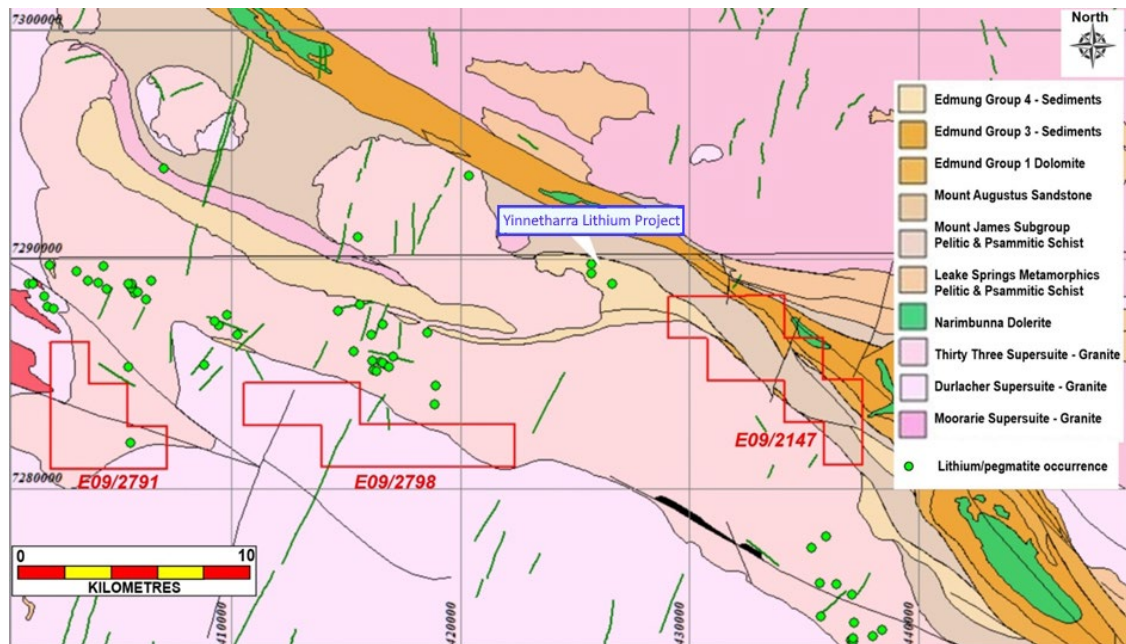 7300000
North
Edmung Group 4 - Sediments
Edmund Group 3 - Sediments
Edmund Group 1 Dolomite
Mount Augustus Sandstone
Mount James Subgroup
Pelitic & Psammitic Schist
Leake Springs Metamorphics
Pelitic & Psammitic Schist
Narimbunna Dolerite
Thirty Three Supersuite - Granite
Durlacher Supersuite - Granite
Moorarie Supersuite - Granite
Lithium/pegmatite occurrence
Yinnetharra Lithium Project
7290000
E09/2147
E09/2791
E09/2798
7280000
0
10
KILOMETRES
410000
420000
430000
440000